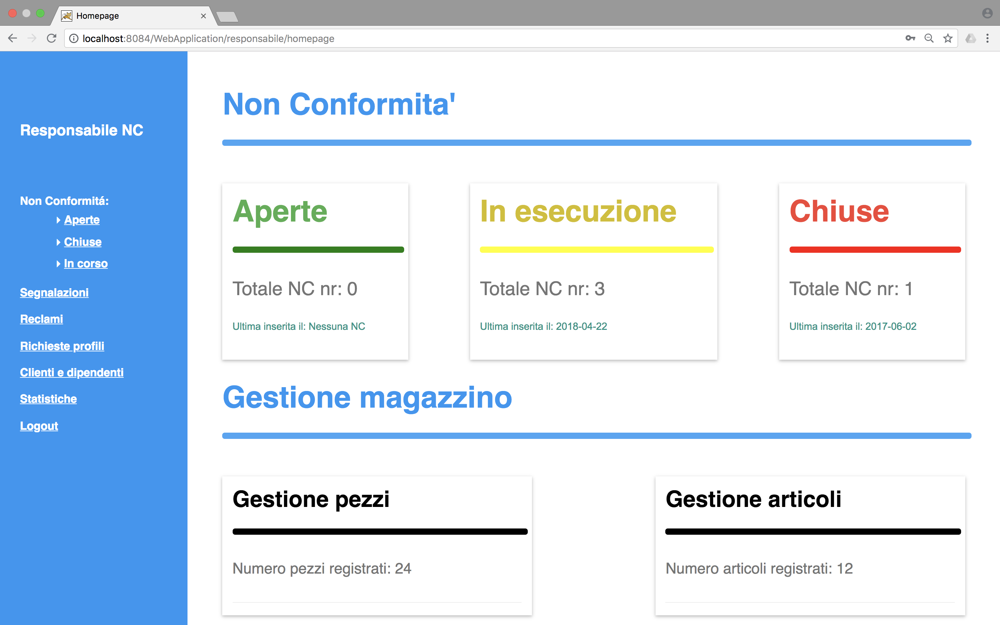 Homepage
localhost:8084/WebApplication/responsabile/homepage
Responsabile NC
Non Conformitá:
Aperte
Chiuse
In corso
Segnalazioni
Reclami
Richieste profili
Clienti e dipendenti
Statistiche
Logout
Non Conformita'
Aperte
Totale NC nr: 0
Ultima inserita il: Nessuna NC
In esecuzione
Totale NC nr: 3
Ultima inserita il: 2018-04-22
Chiuse
Totale NC nr: 1
Ultima inserita il: 2017-06-02
Gestione magazzino
Gestione pezzi
Numero pezzi registrati: 24
Gestione articoli
Numero articoli registrati: 12